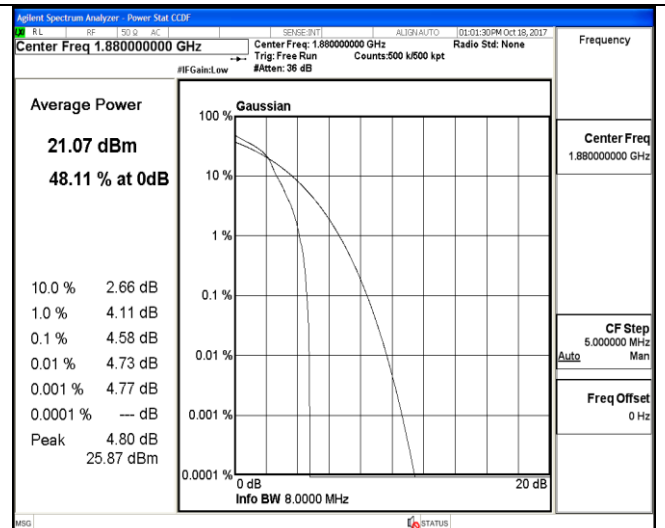 Agilent Spectrum Analyzer - Power Stat CCDF
RL RF 50 Ω AC SENSE:INT ALIGNAUTO 01:01:30PM Oct 18, 2017
Center Freq 1.880000000 GHz
Center Freq: 1.880000000 GHz Radio Std: None
Trig: Free Run Counts:500 k/500 kpt
#IFGain:Low #Atten: 36 dB
Frequency
Average Power
21.07 dBm
48.11 % at 0dB
10.0 % 2.66 dB
1.0 % 4.11 dB
0.1 % 4.58 dB
0.01 % 4.73 dB
0.001 % 4.77 dB
0.0001 % --- dB
Peak 4.80 dB
25.87 dBm
Gaussian
100 %
10 %
1 %
0.1 %
0.01 %
0.001 %
0.0001 %
0 dB 20 dB
Info BW 8.0000 MHz
Center Freq
1.880000000 GHz
CF Step
5.000000 MHz
Auto Man
Freq Offset
0 Hz
MSG STATUS